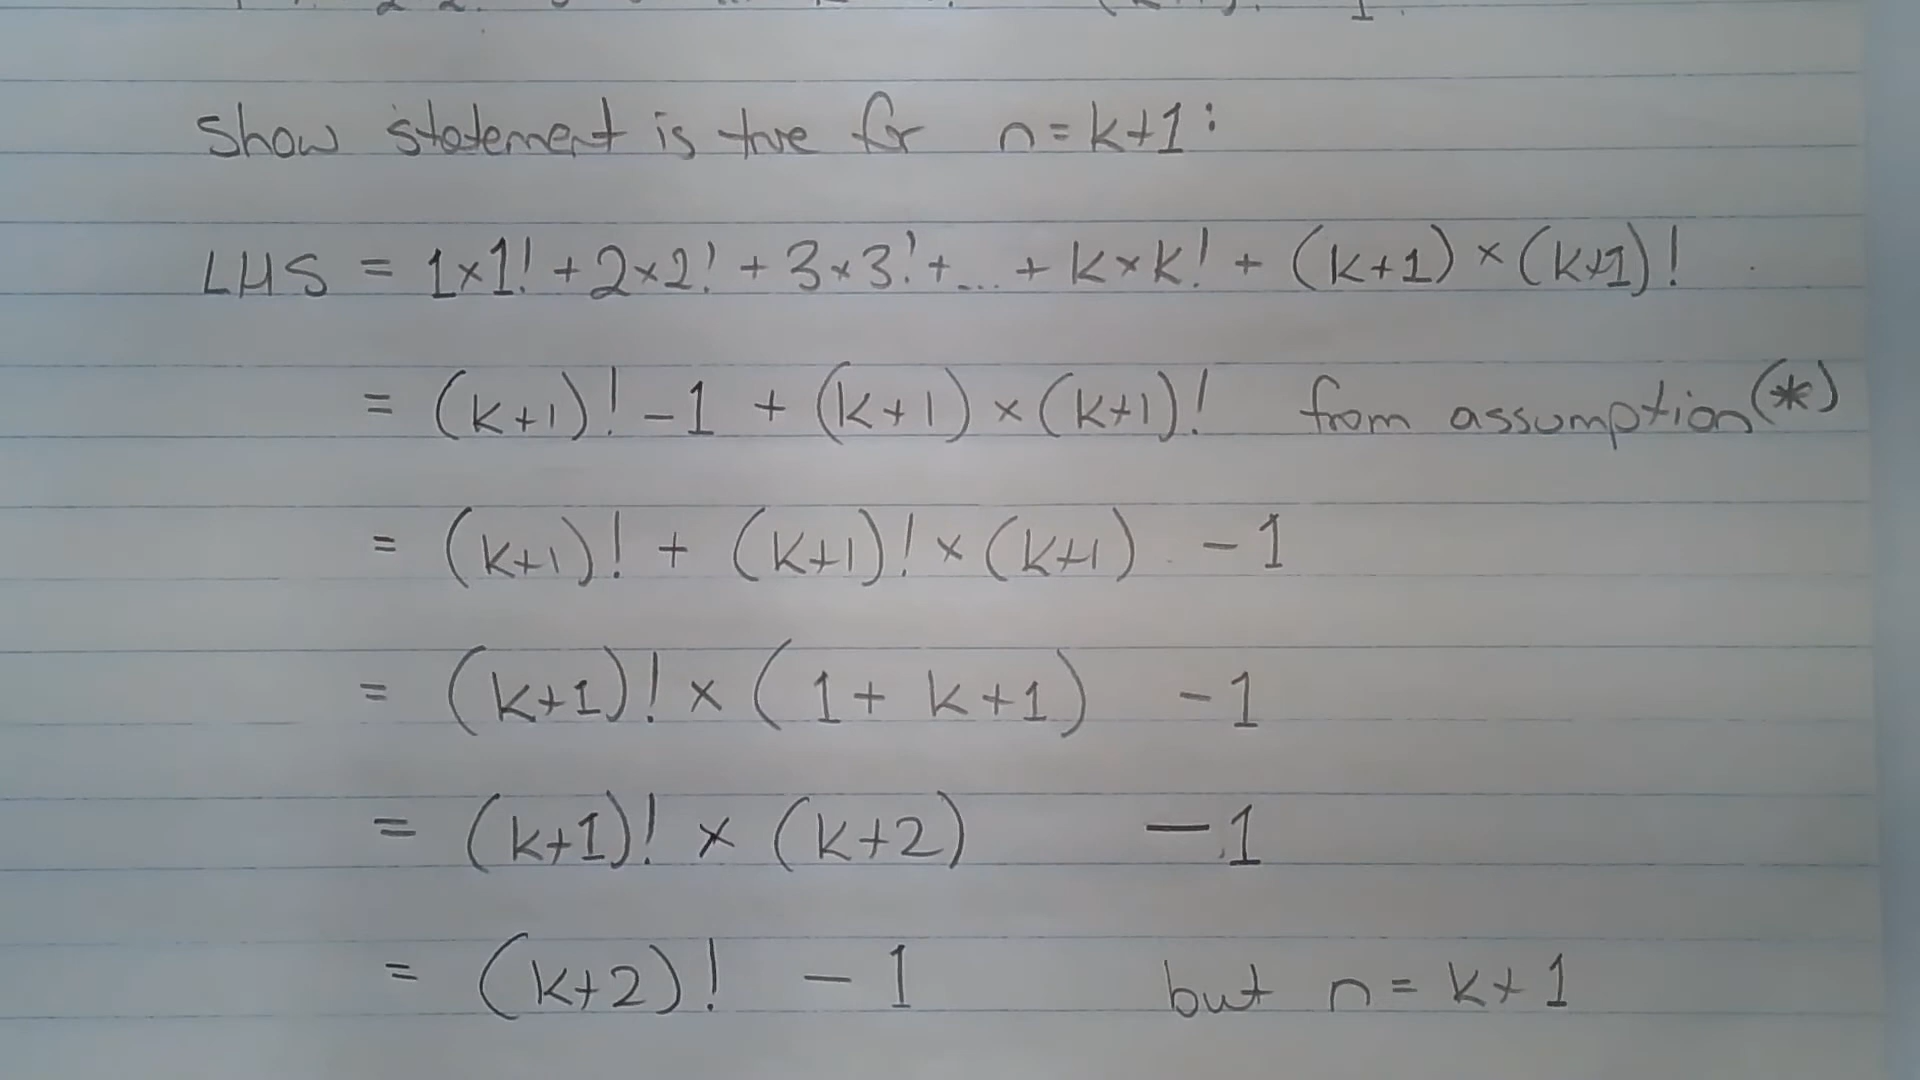 Show statement is true for n=k+1:
LHS = 1×1! + 2×2! + 3×3! + ... + k×k! + (k+1)×(k+1)!
= (k+1)! - 1 + (k+1)×(k+1)! from assumption (*)
= (k+1)! + (k+1)!×(k+1) - 1
= (k+1)! × (1+ k+1) - 1
= (k+1)! × (k+2) - 1
= (k+2)! - 1 but n = k+1